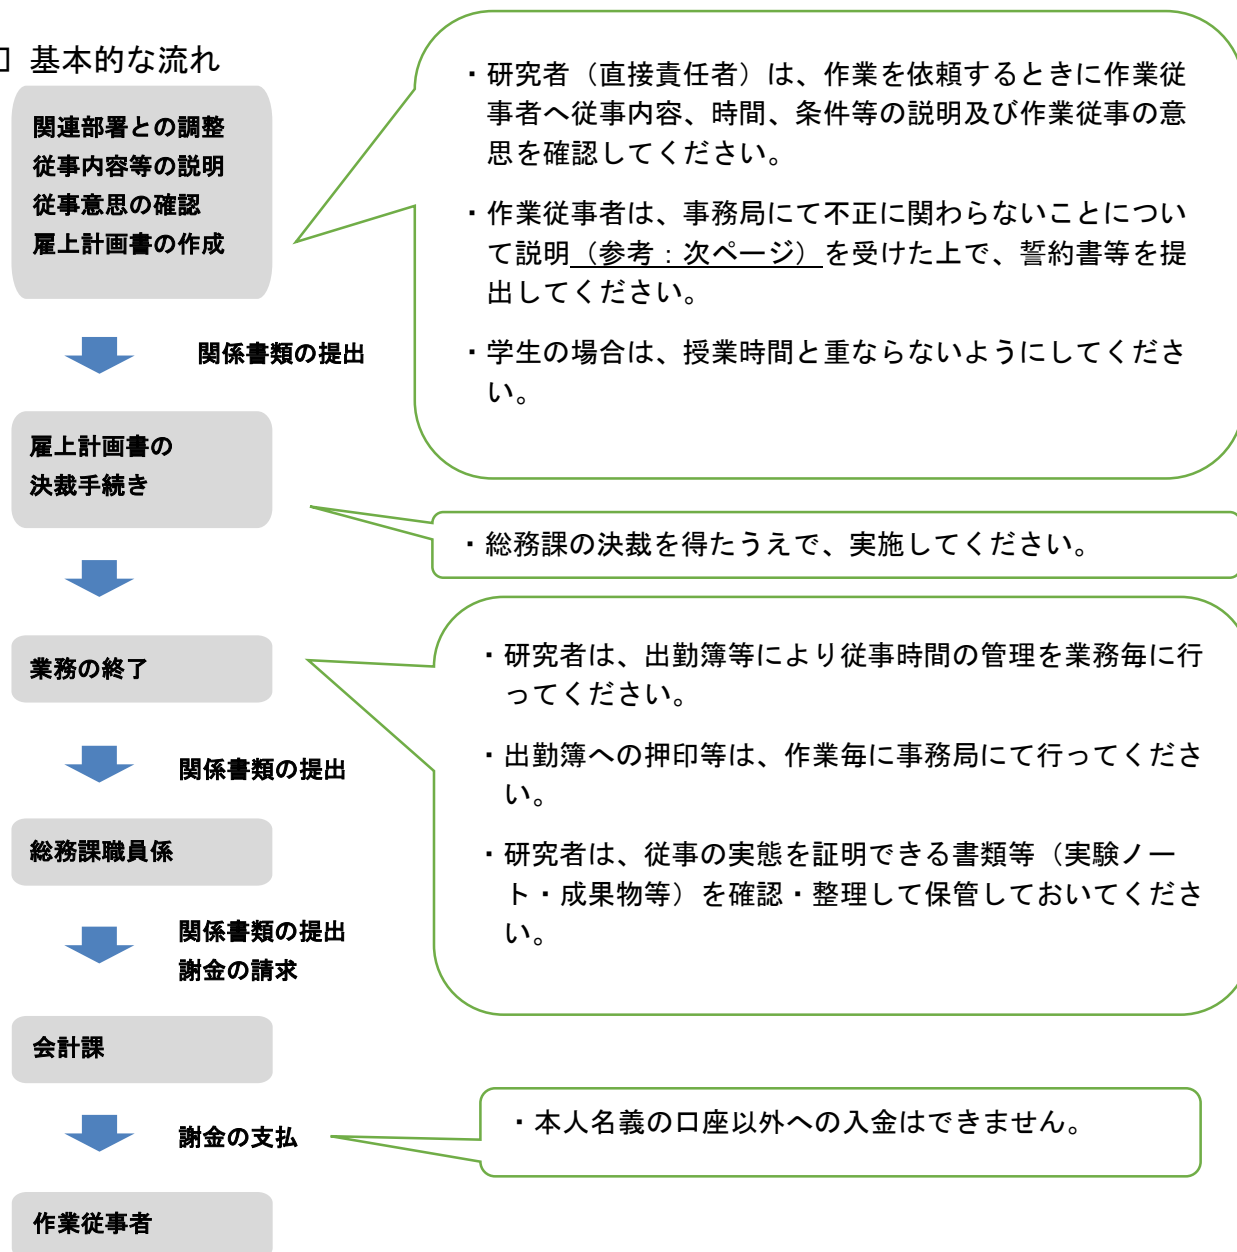 □ 基本的な流れ
関連部署との調整
従事内容等の説明
従事意思の確認
雇上計画書の作成
・研究者（直接責任者）は、作業を依頼するときに作業従
事者へ従事内容、時間、条件等の説明及び作業従事の意
思を確認してください。
・作業従事者は、事務局にて不正に関わらないことについ
て説明（参考：次ページ）を受けた上で、誓約書等を提
出してください。
・学生の場合は、授業時間と重ならないようにしてくださ
い。
関係書類の提出
雇上計画書の
決裁手続き
・総務課の決裁を得たうえで、実施してください。
業務の終了
・研究者は、出勤簿等により従事時間の管理を業務毎に行
ってください。
・出勤簿への押印等は、作業毎に事務局にて行ってくださ
い。
・研究者は、従事の実態を証明できる書類等（実験ノー
ト・成果物等）を確認・整理して保管しておいてくださ
い。
関係書類の提出
総務課職員係
関係書類の提出
謝金の請求
会計課
謝金の支払
・本人名義の口座以外への入金はできません。
作業従事者